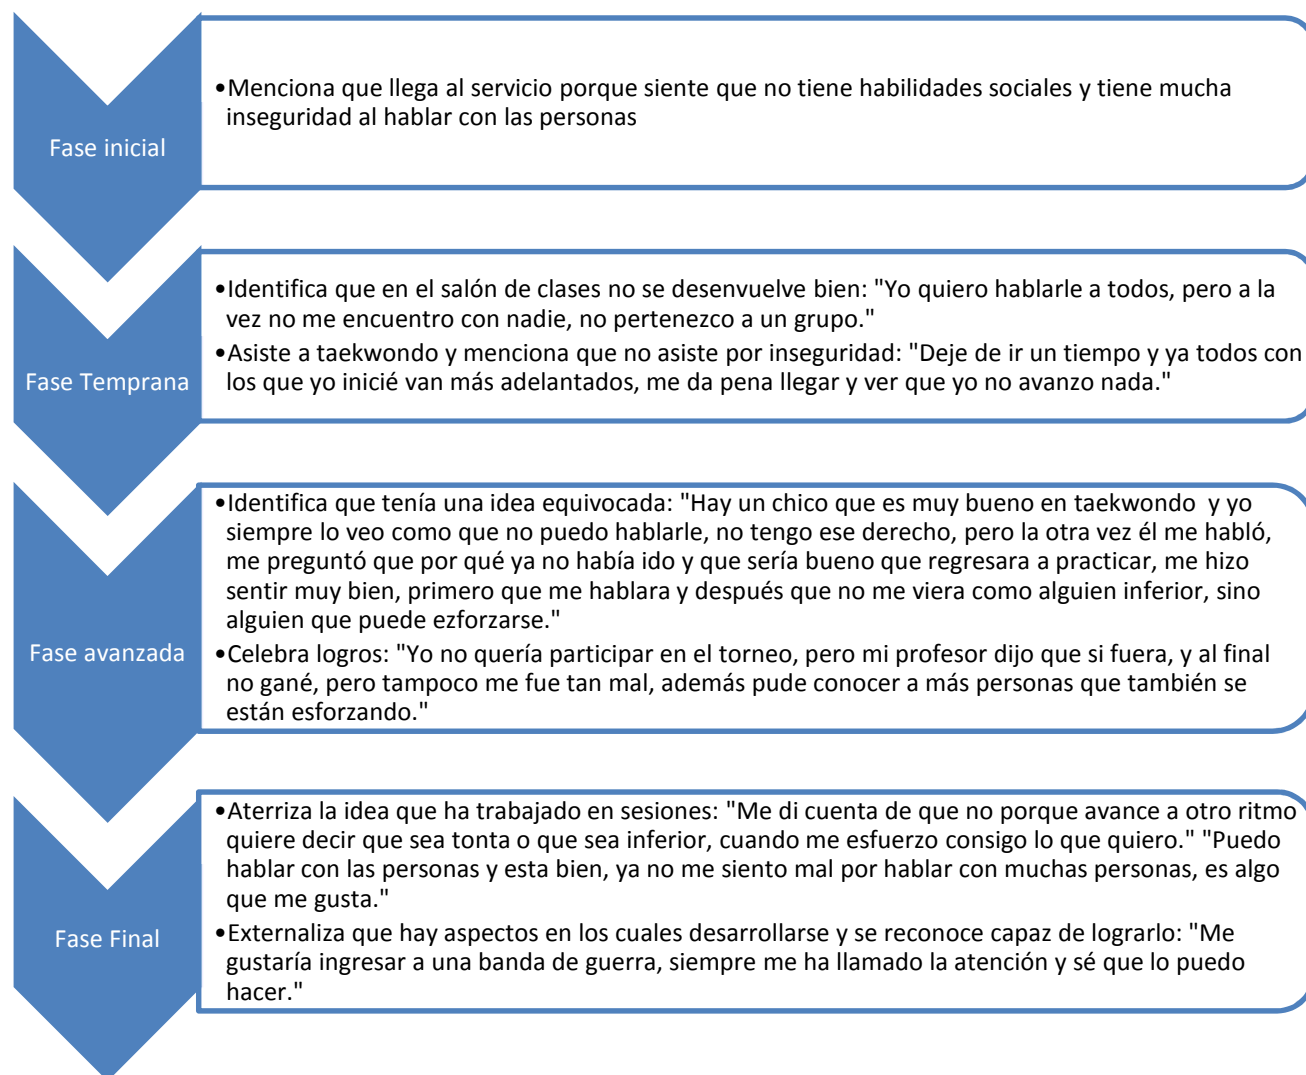 Fase inicial
•Menciona que llega al servicio porque siente que no tiene habilidades sociales y tiene mucha
inseguridad al hablar con las personas
Fase Temprana
•Identifica que en el salón de clases no se desenvuelve bien: "Yo quiero hablarle a todos, pero a la
vez no me encuentro con nadie, no pertenezco a un grupo."
•Asiste a taekwondo y menciona que no asiste por inseguridad: "Deje de ir un tiempo y ya todos con
los que yo inicié van más adelantados, me da pena llegar y ver que yo no avanzo nada."
Fase avanzada
•Identifica que tenía una idea equivocada: "Hay un chico que es muy bueno en taekwondo y yo
siempre lo veo como que no puedo hablarle, no tengo ese derecho, pero la otra vez él me habló,
me preguntó que por qué ya no había ido y que sería bueno que regresara a practicar, me hizo
sentir muy bien, primero que me hablara y después que no me viera como alguien inferior, sino
alguien que puede ezforzarse."
•Celebra logros: "Yo no quería participar en el torneo, pero mi profesor dijo que si fuera, y al final
no gané, pero tampoco me fue tan mal, además pude conocer a más personas que también se
están esforzando."
Fase Final
•Aterriza la idea que ha trabajado en sesiones: "Me di cuenta de que no porque avance a otro ritmo
quiere decir que sea tonta o que sea inferior, cuando me esfuerzo consigo lo que quiero." "Puedo
hablar con las personas y esta bien, ya no me siento mal por hablar con muchas personas, es algo
que me gusta."
•Externaliza que hay aspectos en los cuales desarrollarse y se reconoce capaz de lograrlo: "Me
gustaría ingresar a una banda de guerra, siempre me ha llamado la atención y sé que lo puedo
hacer."